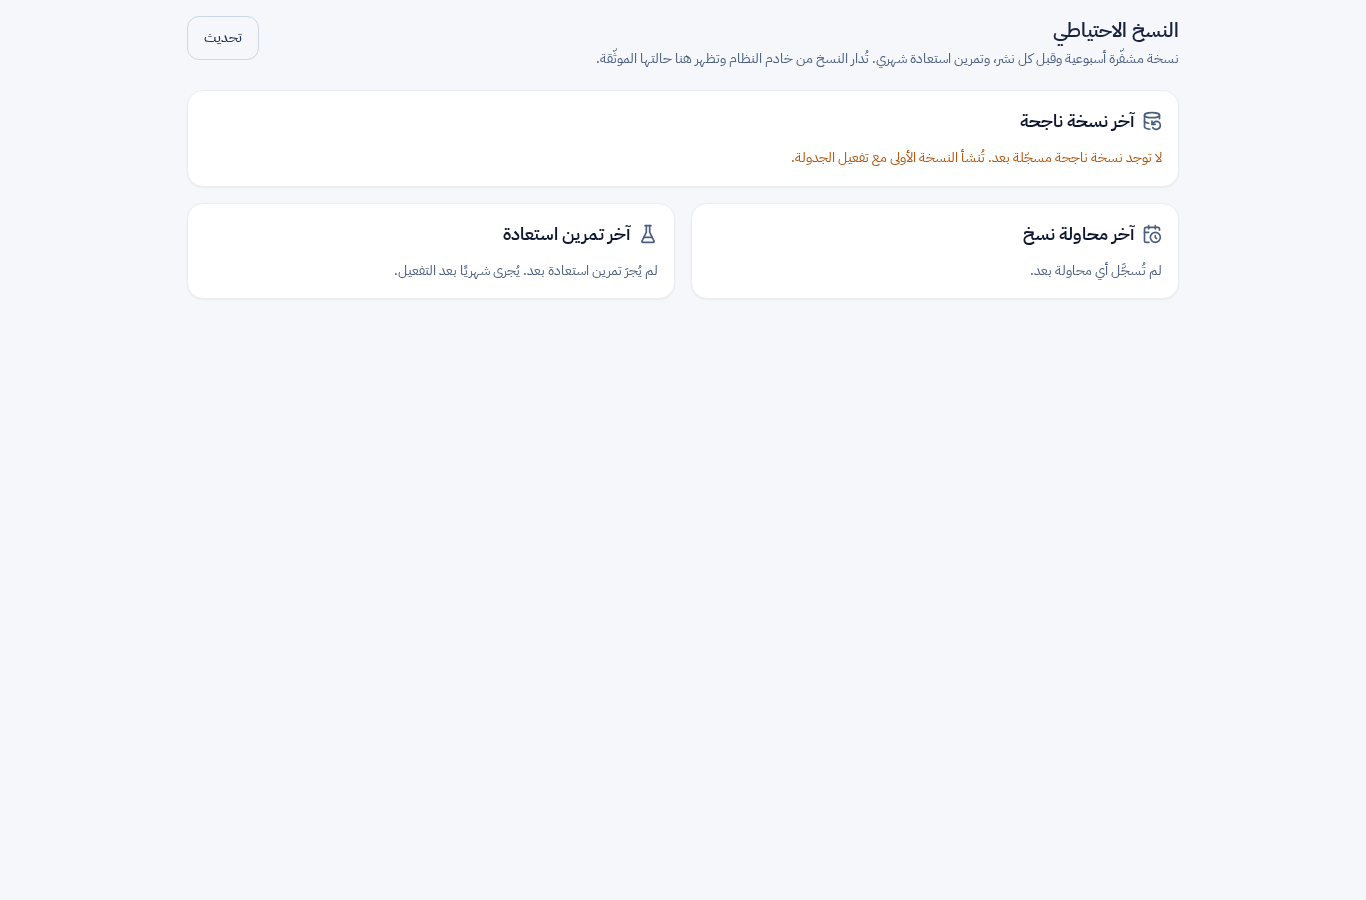 النسخ الاحتياطي
نسخة مشفّرة أسبوعية وقبل كل نشر، وتمرين استعادة شهري. تُدار النسخ من خادم النظام وتظهر هنا حالتها الموثّقة.
تحديث
آخر نسخة ناجحة
لا توجد نسخة ناجحة مسجّلة بعد. تُنشأ النسخة الأولى مع تفعيل الجدولة.
آخر محاولة نسخ
لم تُسجَّل أي محاولة بعد.
آخر تمرين استعادة
لم يُجرَ تمرين استعادة بعد. يُجرى شهريًا بعد التفعيل.